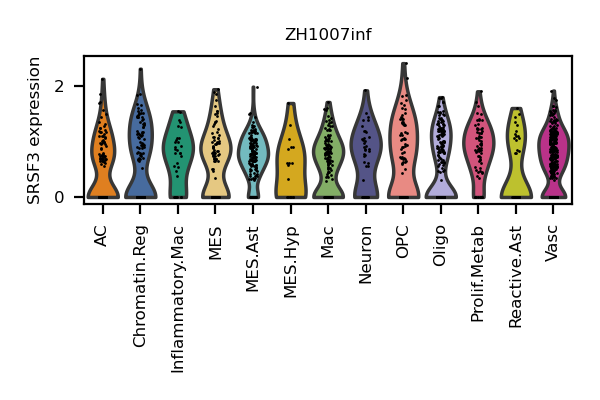 ZH1007inf
SRSF3 expression
2
0
AC
Chromatin.Reg
Inflammatory.Mac
MES
MES.Ast
MES.Hyp
Mac
Neuron
OPC
Oligo
Prolif.Metab
Reactive.Ast
Vasc